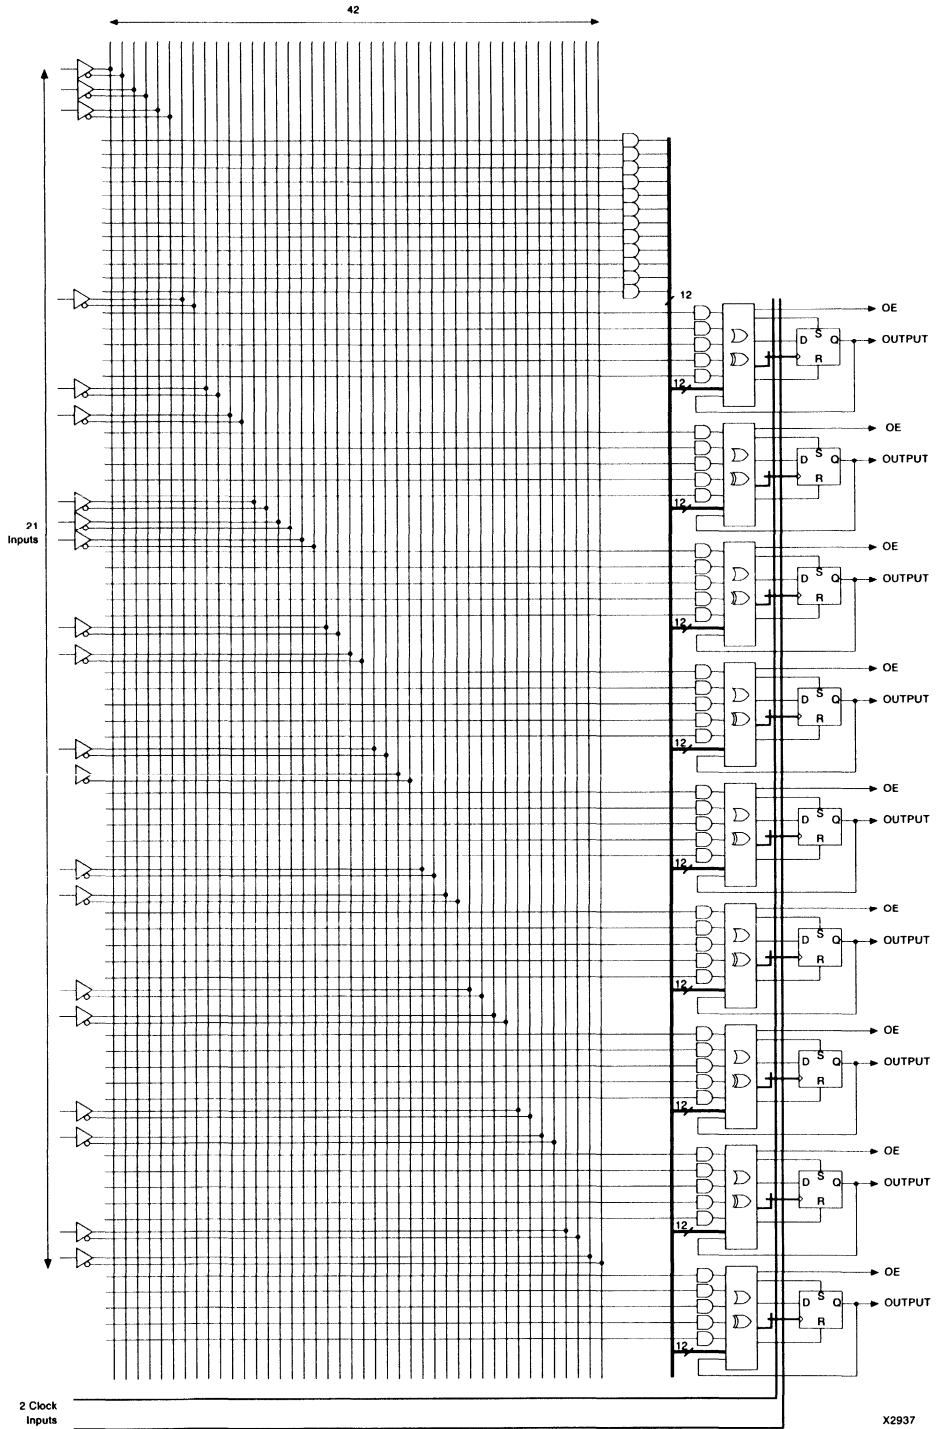 42
12
OE
D S Q OUTPUT
R
12
OE
D S Q OUTPUT
R
12
21
Inputs
OE
D S Q OUTPUT
R
12
OE
D S Q OUTPUT
R
12
OE
D S Q OUTPUT
R
12
OE
D S Q OUTPUT
R
12
OE
D S Q OUTPUT
R
12
OE
D S Q OUTPUT
R
12
OE
D S Q OUTPUT
R
12
2 Clock
Inputs
X2937